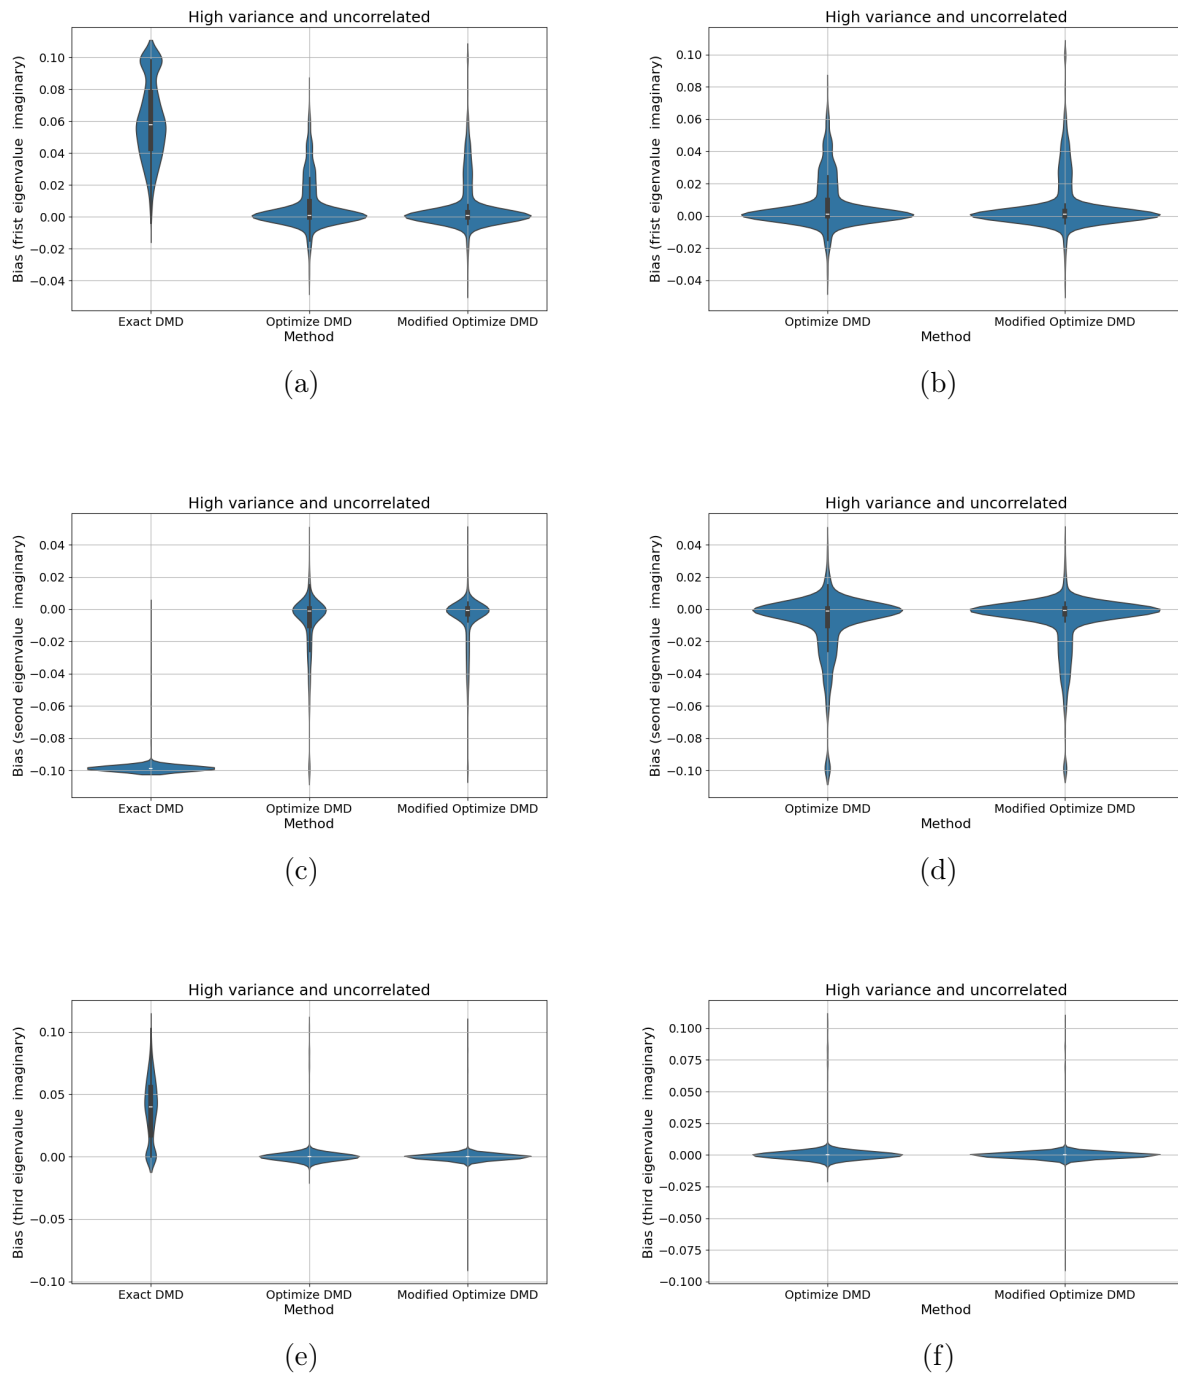 High variance and uncorrelated
Bias (frist eigenvalue  imaginary)
0.10
0.08
0.06
0.04
0.02
0.00
−0.02
−0.04
Exact DMD
Optimize DMD
Modified Optimize DMD
Method
(a)
High variance and uncorrelated
Bias (frist eigenvalue  imaginary)
0.10
0.08
0.06
0.04
0.02
0.00
−0.02
−0.04
Optimize DMD
Modified Optimize DMD
Method
(b)
High variance and uncorrelated
Bias (seond eigenvalue  imaginary)
0.04
0.02
0.00
−0.02
−0.04
−0.06
−0.08
−0.10
Exact DMD
Optimize DMD
Modified Optimize DMD
Method
(c)
High variance and uncorrelated
Bias (seond eigenvalue  imaginary)
0.04
0.02
0.00
−0.02
−0.04
−0.06
−0.08
−0.10
Optimize DMD
Modified Optimize DMD
Method
(d)
High variance and uncorrelated
Bias (third eigenvalue  imaginary)
0.10
0.05
0.00
−0.05
−0.10
Exact DMD
Optimize DMD
Modified Optimize DMD
Method
(e)
High variance and uncorrelated
Bias (third eigenvalue  imaginary)
0.100
0.075
0.050
0.025
0.000
−0.025
−0.050
−0.075
−0.100
Optimize DMD
Modified Optimize DMD
Method
(f)